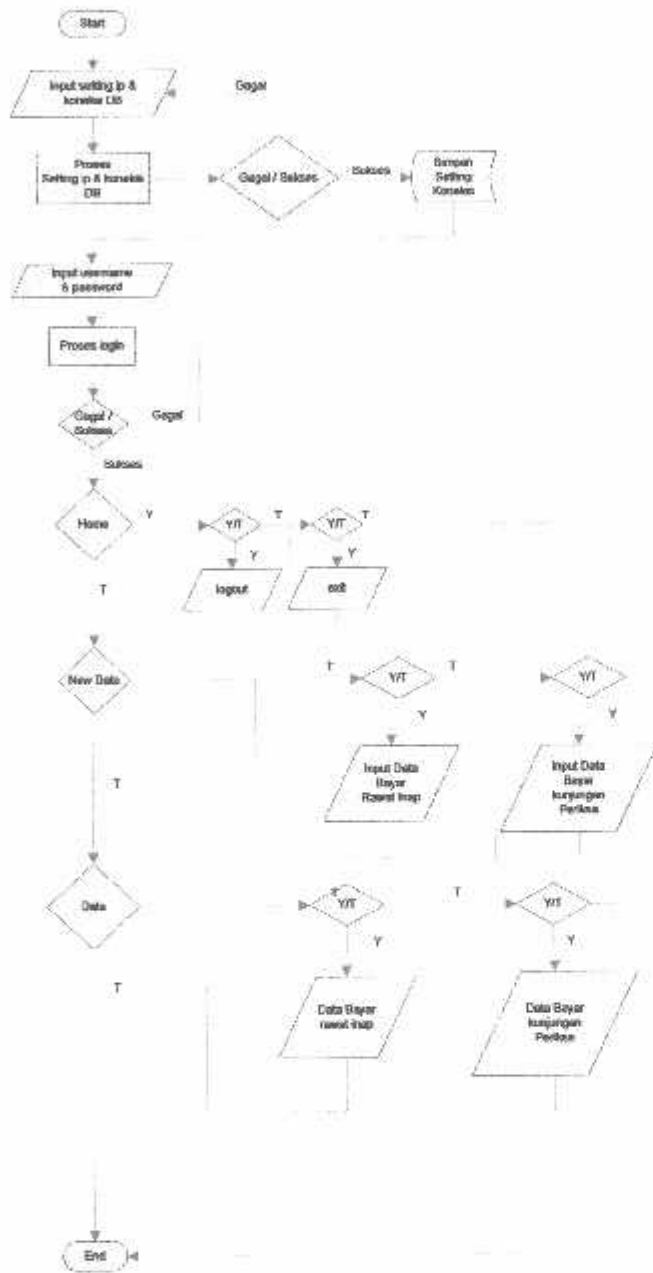 Start
Input setting ip &
koneksi DB
Gagal
Proses
Setting ip & koneksi
DB
Gagal / Sukses
Sukses
Simpan
Setting
Koneksi
Input username
& password
Proses login
Gagal /
Sukses
Gagal
Sukses
Home
Y
Y/T
T
Y/T
T
Y
Y
logout
exit
T
New Data
T
Y/T
T
Y/T
Y
Y
Input Data
Bayar
Rawat Inap
Input Data
Bayar
kunjungan
Periksa
T
Data
T
Y/T
T
Y/T
Y
Y
T
Data Bayar
rawat inap
Data Bayar
kunjungan
Periksa
End